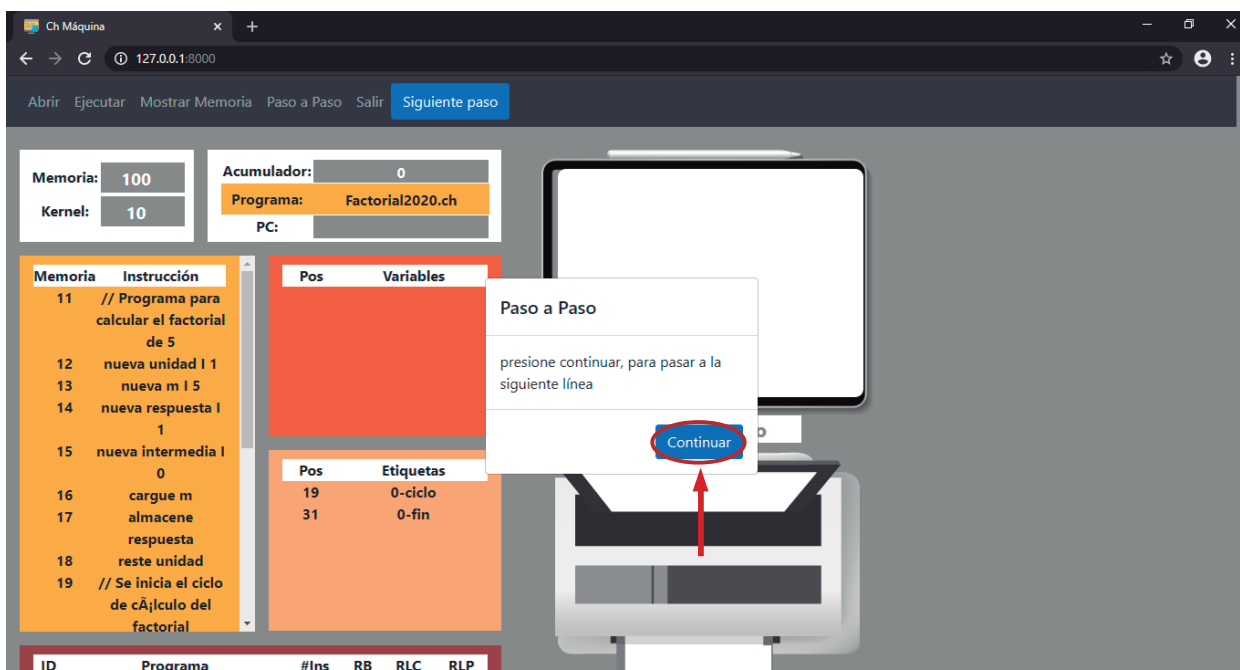 Ch Máquina
127.0.0.1:8000
Abrir Ejecutar Mostrar Memoria Paso a Paso Salir Siguiente paso
Memoria: 100
Kernel: 10
Acumulador: 0
Programa: Factorial2020.ch
PC:
Memoria Instrucción
11 // Programa para
calcular el factorial
de 5
12 nueva unidad I 1
13 nueva m I 5
14 nueva respuesta I
1
15 nueva intermedia I
0
16 cargue m
17 almacene
respuesta
18 reste unidad
19 // Se inicia el ciclo
de cÃ¡lculo del
factorial
Pos Variables
Pos Etiquetas
19 0-ciclo
31 0-fin
Paso a Paso
presione continuar, para pasar a la
siguiente línea
Continuar
ID Programa #Ins RB RLC RLP